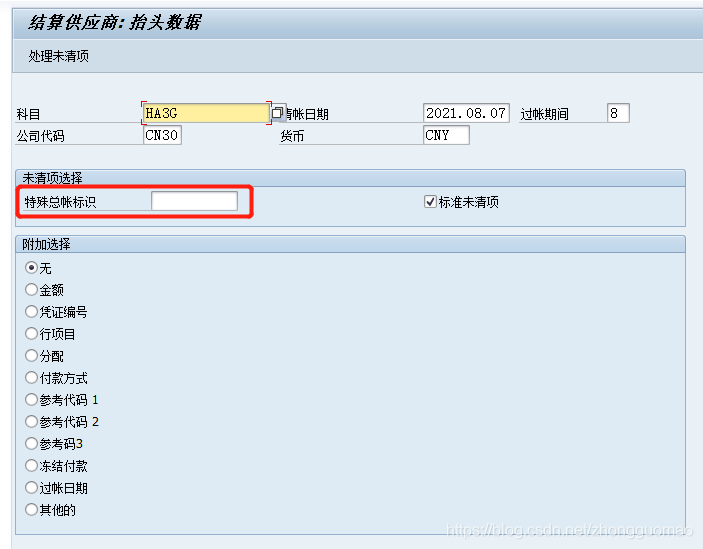 结算供应商: 抬头数据
处理未清项
科目 HA3G 清帐日期 2021.08.07 过帐期间 8
公司代码 CN30 货币 CNY
未清项选择
特殊总帐标识 标准未清项
附加选择
无
金额
凭证编号
行项目
分配
付款方式
参考代码 1
参考代码 2
参考码3
冻结付款
过帐日期
其他的
https://blog.csdn.net/zhongguomao